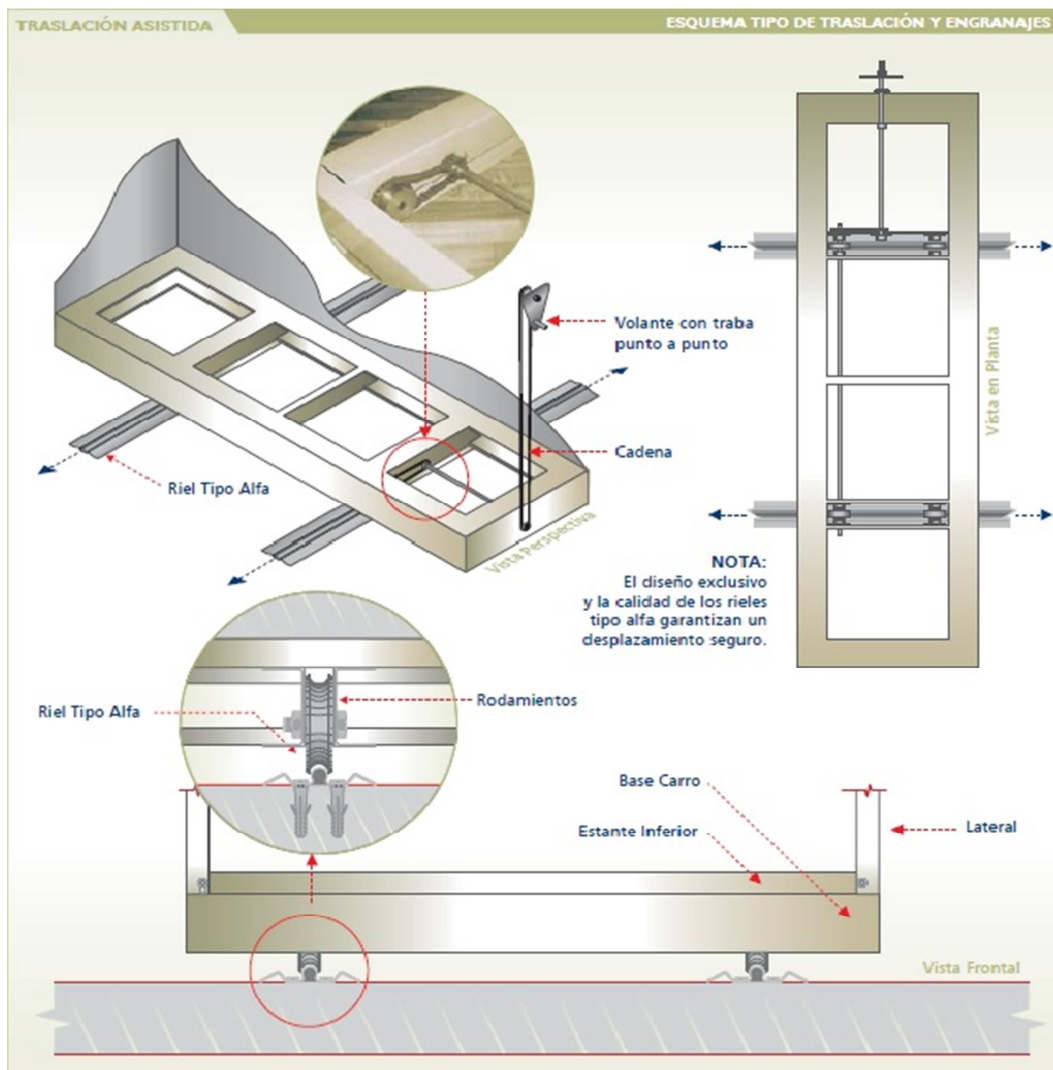 TRASLACIÓN ASISTIDA
ESQUEMA TIPO DE TRASLACIÓN Y ENGRANAJES
Volante con traba
punto a punto
Cadena
Riel Tipo Alfa
Vista Perspectiva
Vista en Planta
NOTA:
El diseño exclusivo
y la calidad de los rieles
tipo alfa garantizan un
desplazamiento seguro.
Riel Tipo Alfa
Rodamientos
Base Carro
Estante Inferior
Lateral
Vista Frontal